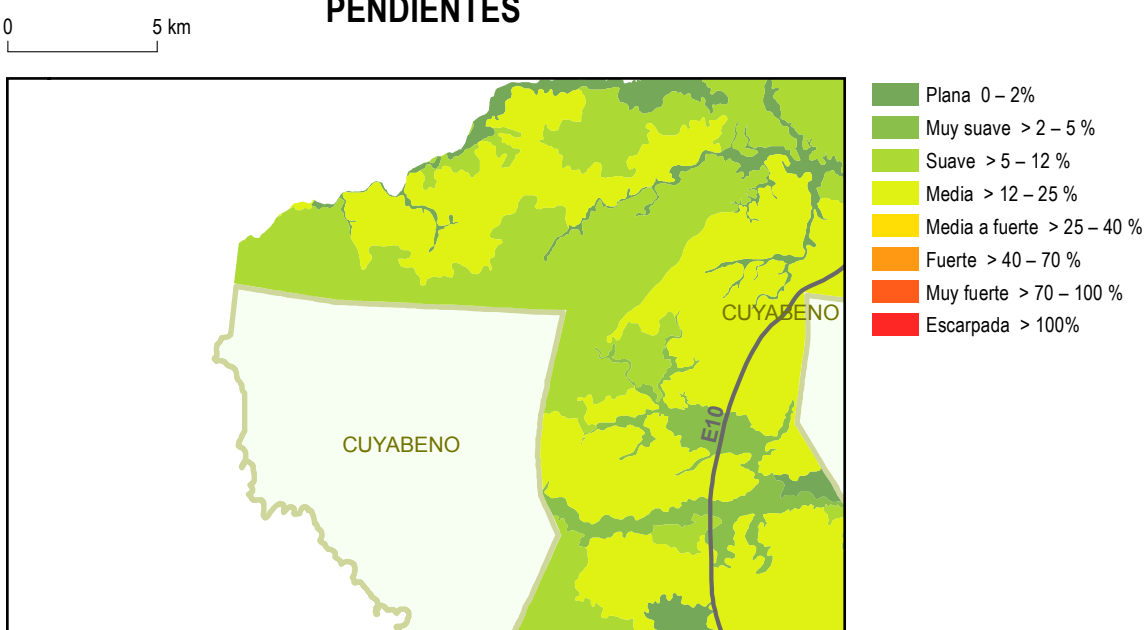 PENDIENTES
0 5 km
Plana 0 – 2%
Muy suave > 2 – 5 %
Suave > 5 – 12 %
Media > 12 – 25 %
Media a fuerte > 25 – 40 %
Fuerte > 40 – 70 %
Muy fuerte > 70 – 100 %
Escarpada > 100%
CUYABENO
E10
CUYABENO